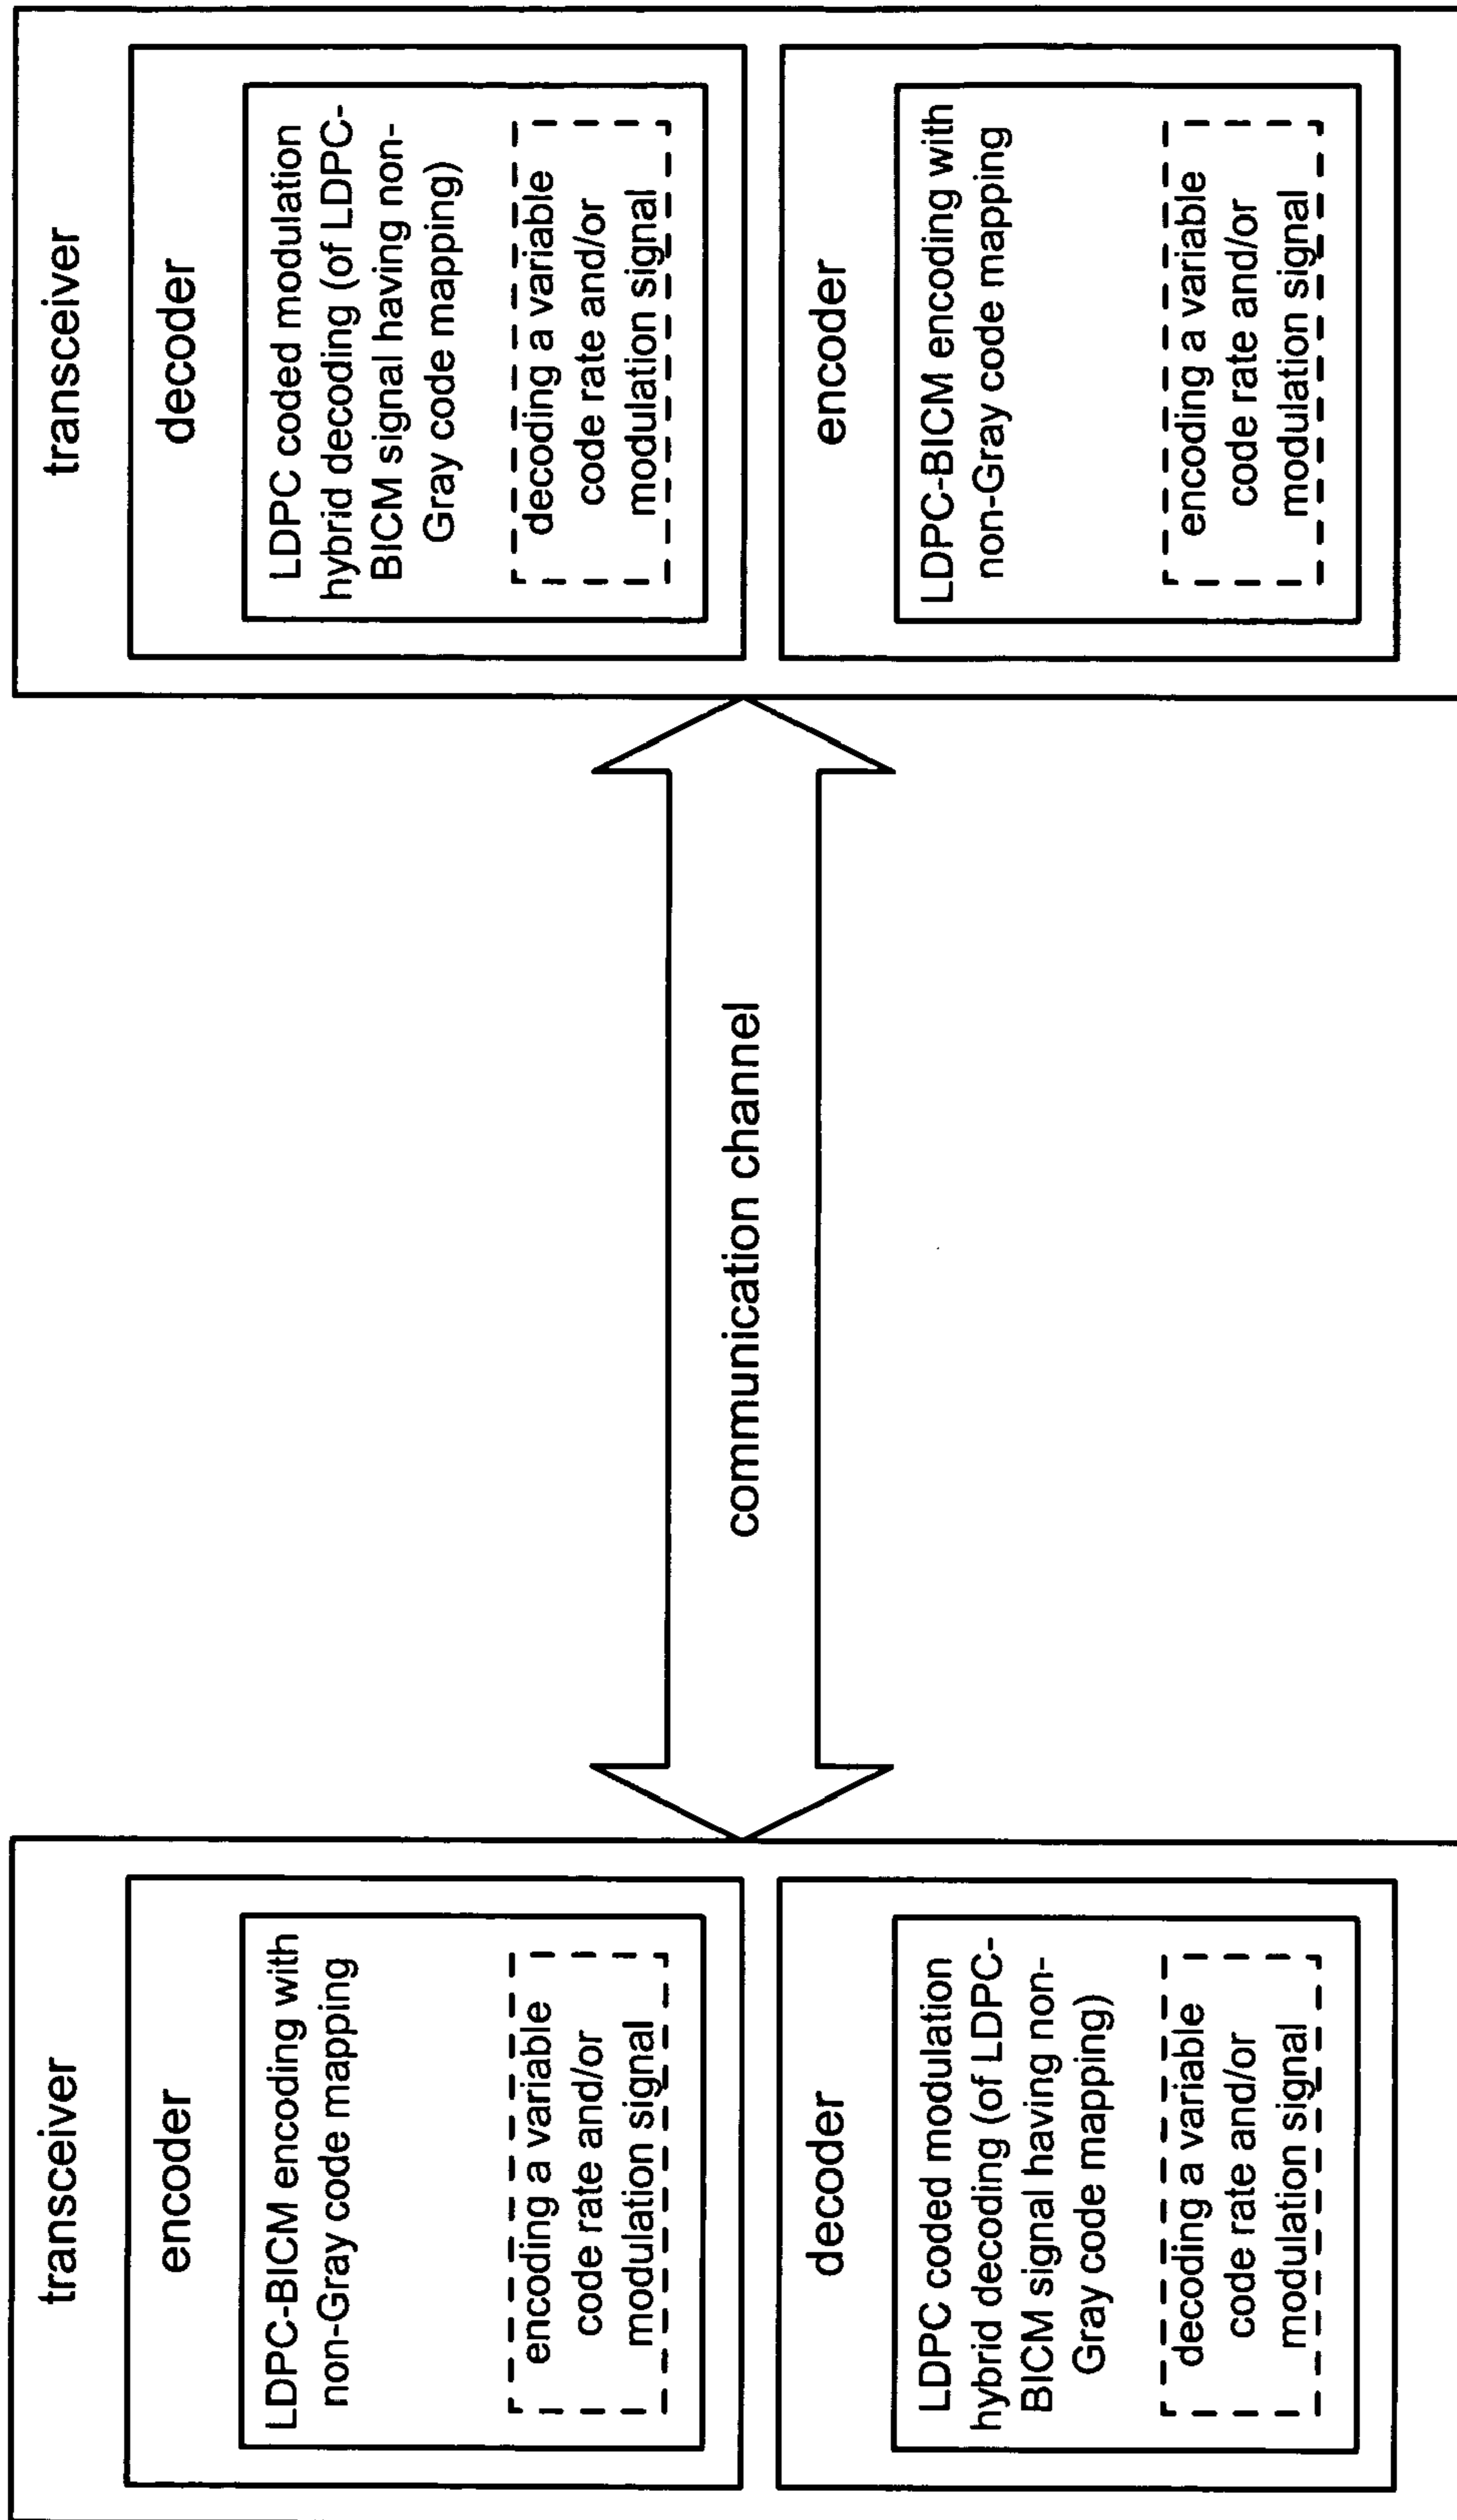 transceiver
encoder
LDPC-BICM encoding with
non-Gray code mapping
encoding a variable
code rate and/or
modulation signal
decoder
LDPC coded modulation
hybrid decoding (of LDPC-
BICM signal having non-
Gray code mapping)
decoding a variable
code rate and/or
modulation signal
communication channel
transceiver
decoder
LDPC coded modulation
hybrid decoding (of LDPC-
BICM signal having non-
Gray code mapping)
decoding a variable
code rate and/or
modulation signal
encoder
LDPC-BICM encoding with
non-Gray code mapping
encoding a variable
code rate and/or
modulation signal